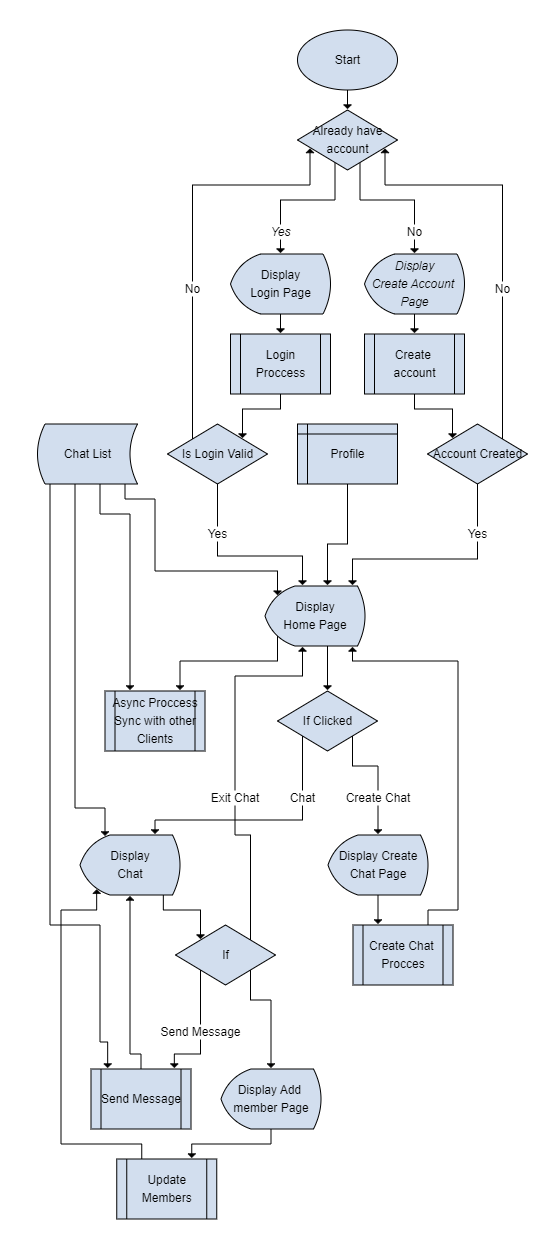 Start
Already have
account
Yes
No
Display
Login Page
Display
Create Account
Page
No
No
Login
Proccess
Create
account
Chat List
Is Login Valid
Profile
Account Created
Yes
Yes
Display
Home Page
Async Proccess
Sync with other
Clients
If Clicked
Exit Chat
Chat
Create Chat
Display
Chat
Display Create
Chat Page
If
Create Chat
Procces
Send Message
Send Message
Display Add
member Page
Update
Members